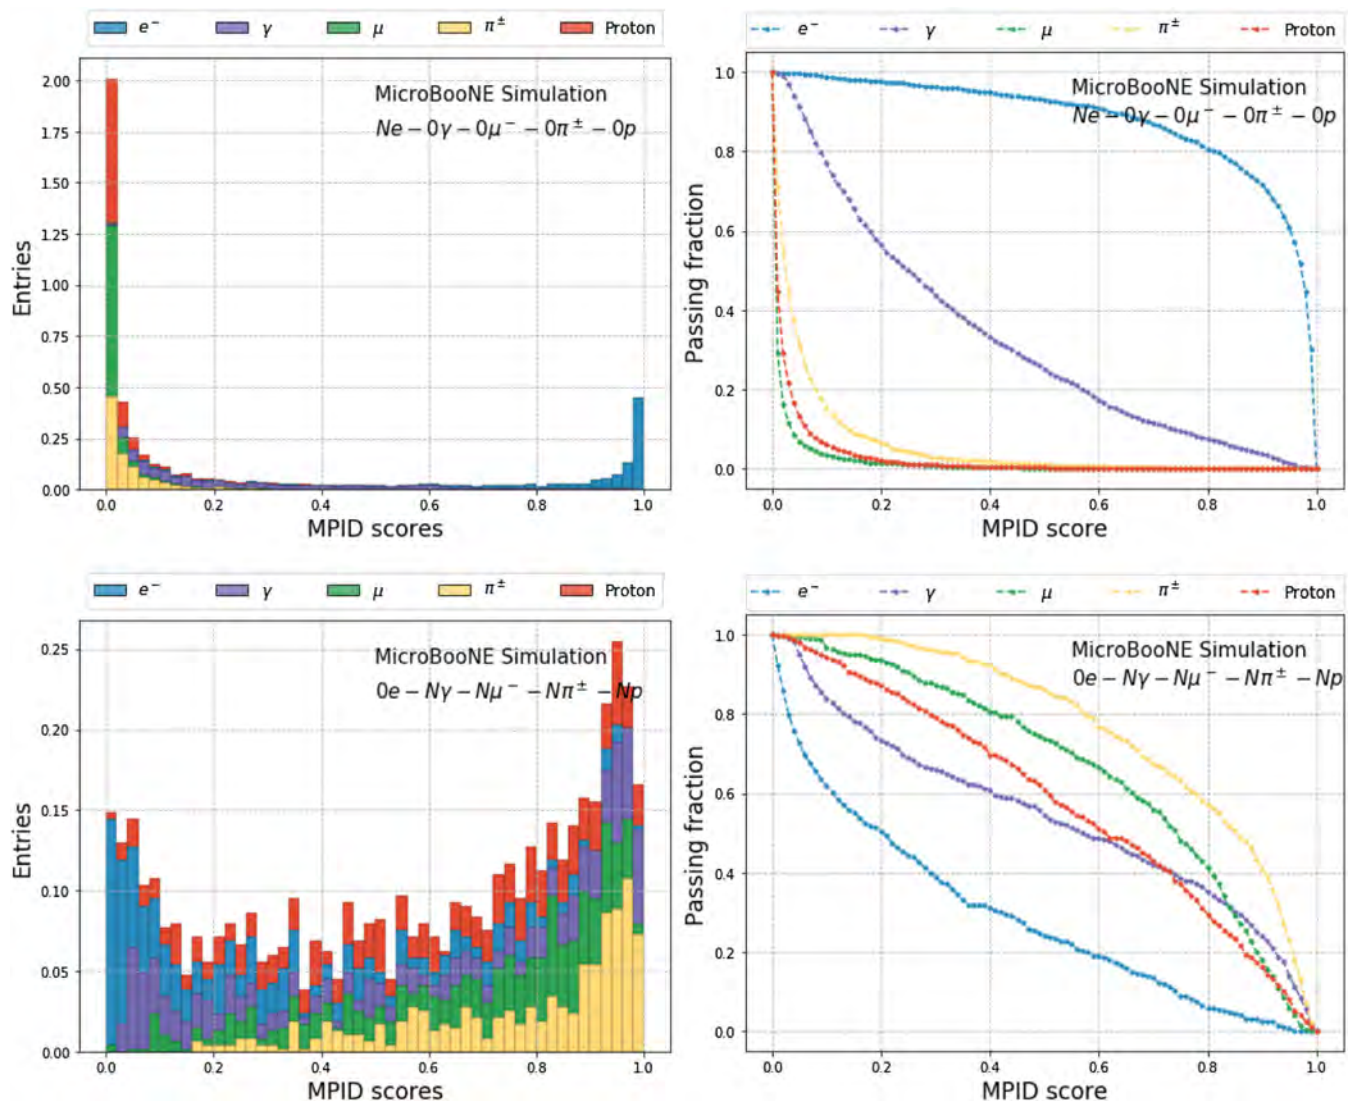 e⁻ γ μ π± Proton
MicroBooNE Simulation
Ne − 0γ − 0μ⁻ − 0π± − 0p
Entries
2.00
1.75
1.50
1.25
1.00
0.75
0.50
0.25
0.00
0.0 0.2 0.4 0.6 0.8 1.0
MPID scores
e⁻ γ μ π± Proton
MicroBooNE Simulation
Ne − 0γ − 0μ⁻ − 0π± − 0p
Passing fraction
1.0
0.8
0.6
0.4
0.2
0.0
0.0 0.2 0.4 0.6 0.8 1.0
MPID score
e⁻ γ μ π± Proton
MicroBooNE Simulation
0e − Nγ − Nμ⁻ − Nπ± − Np
Entries
0.25
0.20
0.15
0.10
0.05
0.00
0.0 0.2 0.4 0.6 0.8 1.0
MPID scores
e⁻ γ μ π± Proton
MicroBooNE Simulation
0e − Nγ − Nμ⁻ − Nπ± − Np
Passing fraction
1.0
0.8
0.6
0.4
0.2
0.0
0.0 0.2 0.4 0.6 0.8 1.0
MPID score